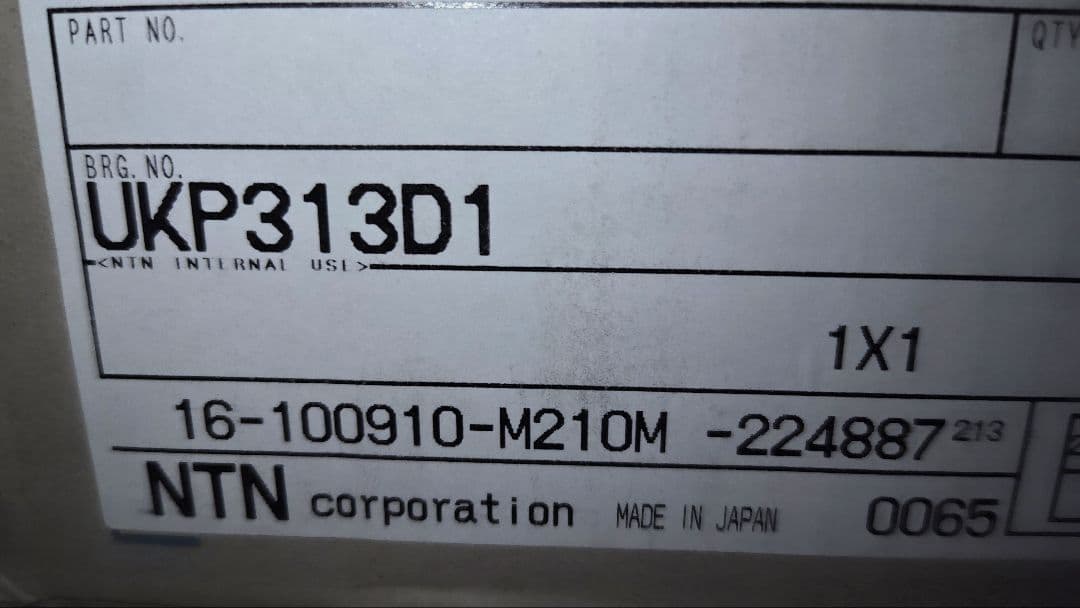 PART NO.
QTY
BRG. NO.
UKP313D1
<NTN INTERNAL USE>
1X1
16-100910-M210M -224887 213
NTN corporation MADE IN JAPAN 0065